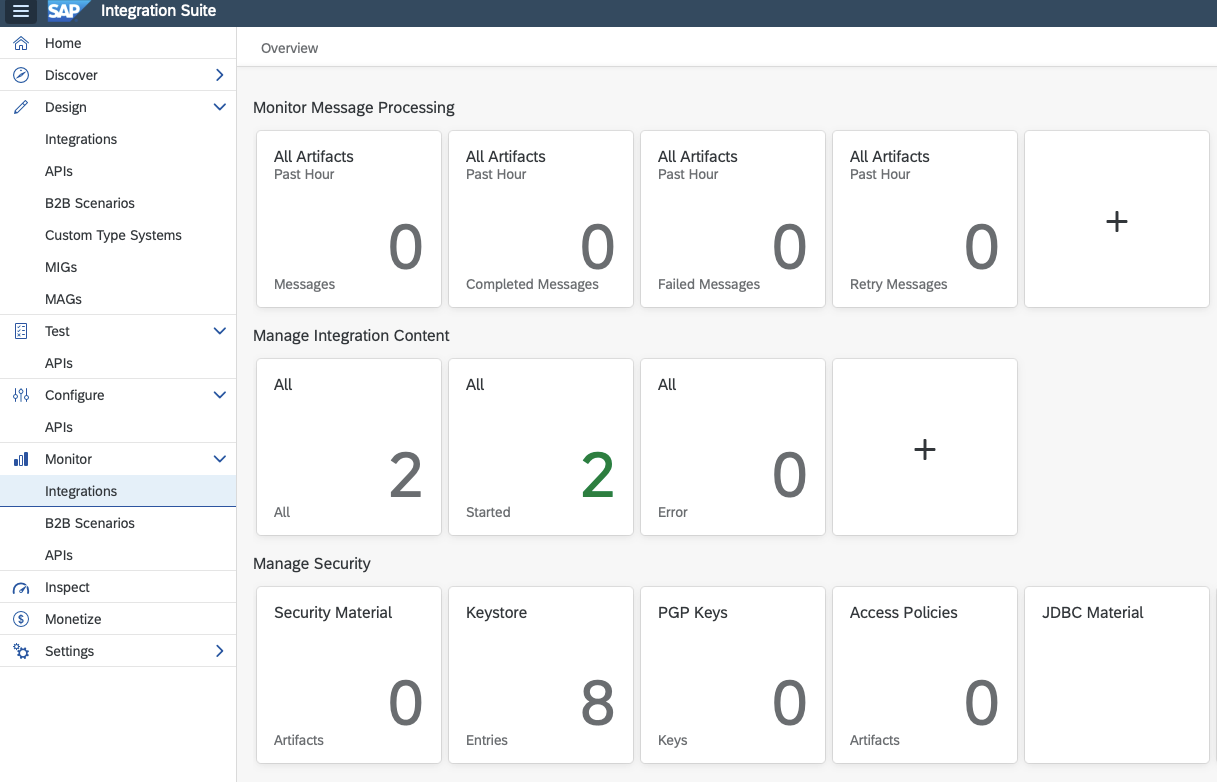 SAP Integration Suite
Home
Discover
Design
Integrations
APIs
B2B Scenarios
Custom Type Systems
MIGs
MAGs
Test
APIs
Configure
APIs
Monitor
Integrations
B2B Scenarios
APIs
Inspect
Monetize
Settings
Overview
Monitor Message Processing
All Artifacts
Past Hour
0
Messages
All Artifacts
Past Hour
0
Completed Messages
All Artifacts
Past Hour
0
Failed Messages
All Artifacts
Past Hour
0
Retry Messages
+
Manage Integration Content
All
2
All
All
2
Started
All
0
Error
+
Manage Security
Security Material
0
Artifacts
Keystore
8
Entries
PGP Keys
0
Keys
Access Policies
0
Artifacts
JDBC Material